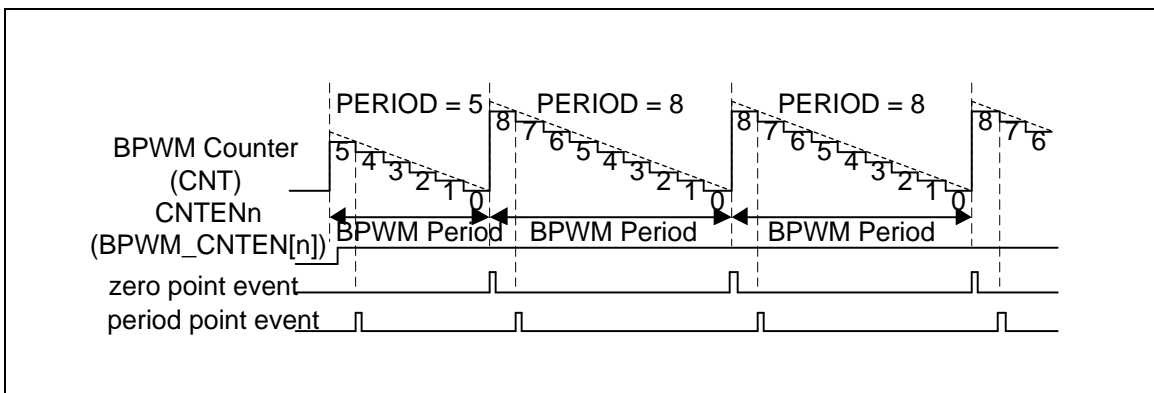 PERIOD = 5 PERIOD = 8 PERIOD = 8
8 8 8
7 7 7
6 6 6
5 5 5
4 4 4
3 3 3
2 2 2
1 1 1
0 0 0
BPWM Counter
(CNT)
CNTENn
(BPWM_CNTEN[n])
BPWM Period BPWM Period BPWM Period
zero point event
period point event